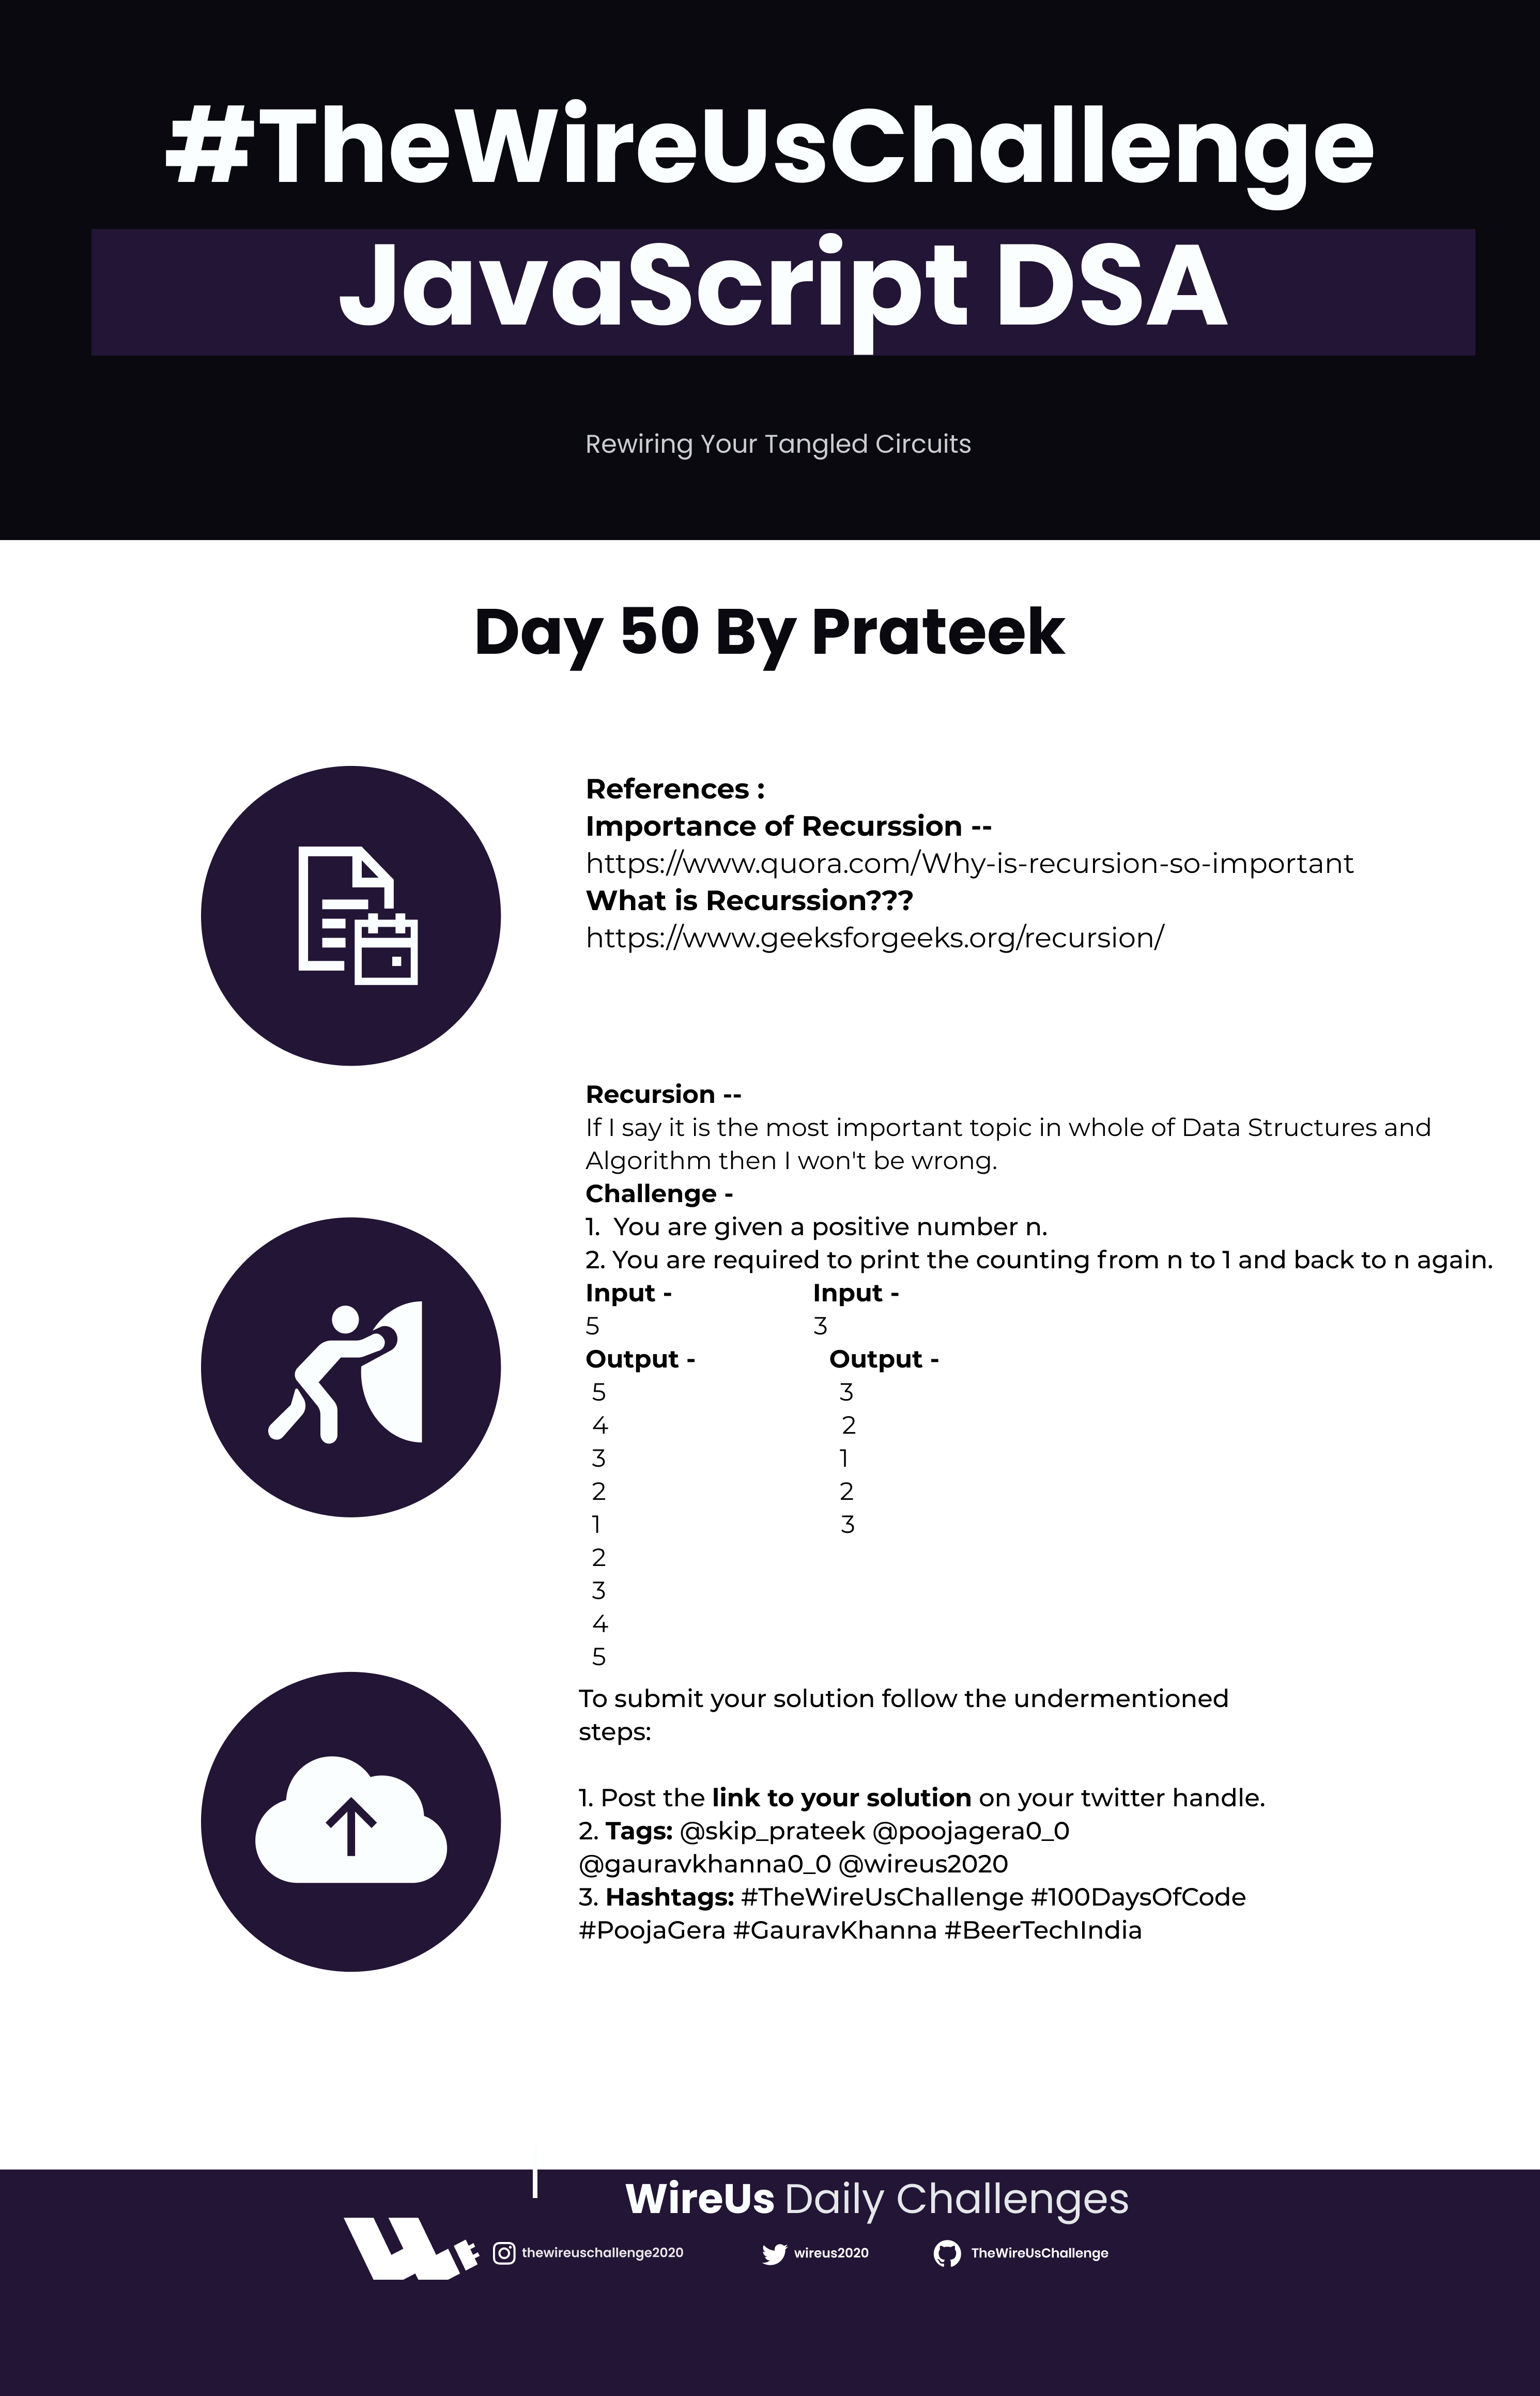 #TheWireUsChallenge
JavaScript DSA
Rewiring Your Tangled Circuits
Day 50 By Prateek
References :
Importance of Recurssion --
https://www.quora.com/Why-is-recursion-so-important
What is Recurssion???
https://www.geeksforgeeks.org/recursion/
Recursion --
If I say it is the most important topic in whole of Data Structures and
Algorithm then I won't be wrong.
Challenge -
1. You are given a positive number n.
2. You are required to print the counting from n to 1 and back to n again.
Input - Input -
5 3
Output - Output -
5 3
4 2
3 1
2 2
1 3
2
3
4
5
To submit your solution follow the undermentioned
steps:
1. Post the link to your solution on your twitter handle.
2. Tags: @skip_prateek @poojagera0_0
@gauravkhanna0_0 @wireus2020
3. Hashtags: #TheWireUsChallenge #100DaysOfCode
#PoojaGera #GauravKhanna #BeerTechIndia
WireUs Daily Challenges
thewireuschallenge2020 wireus2020 TheWireUsChallenge